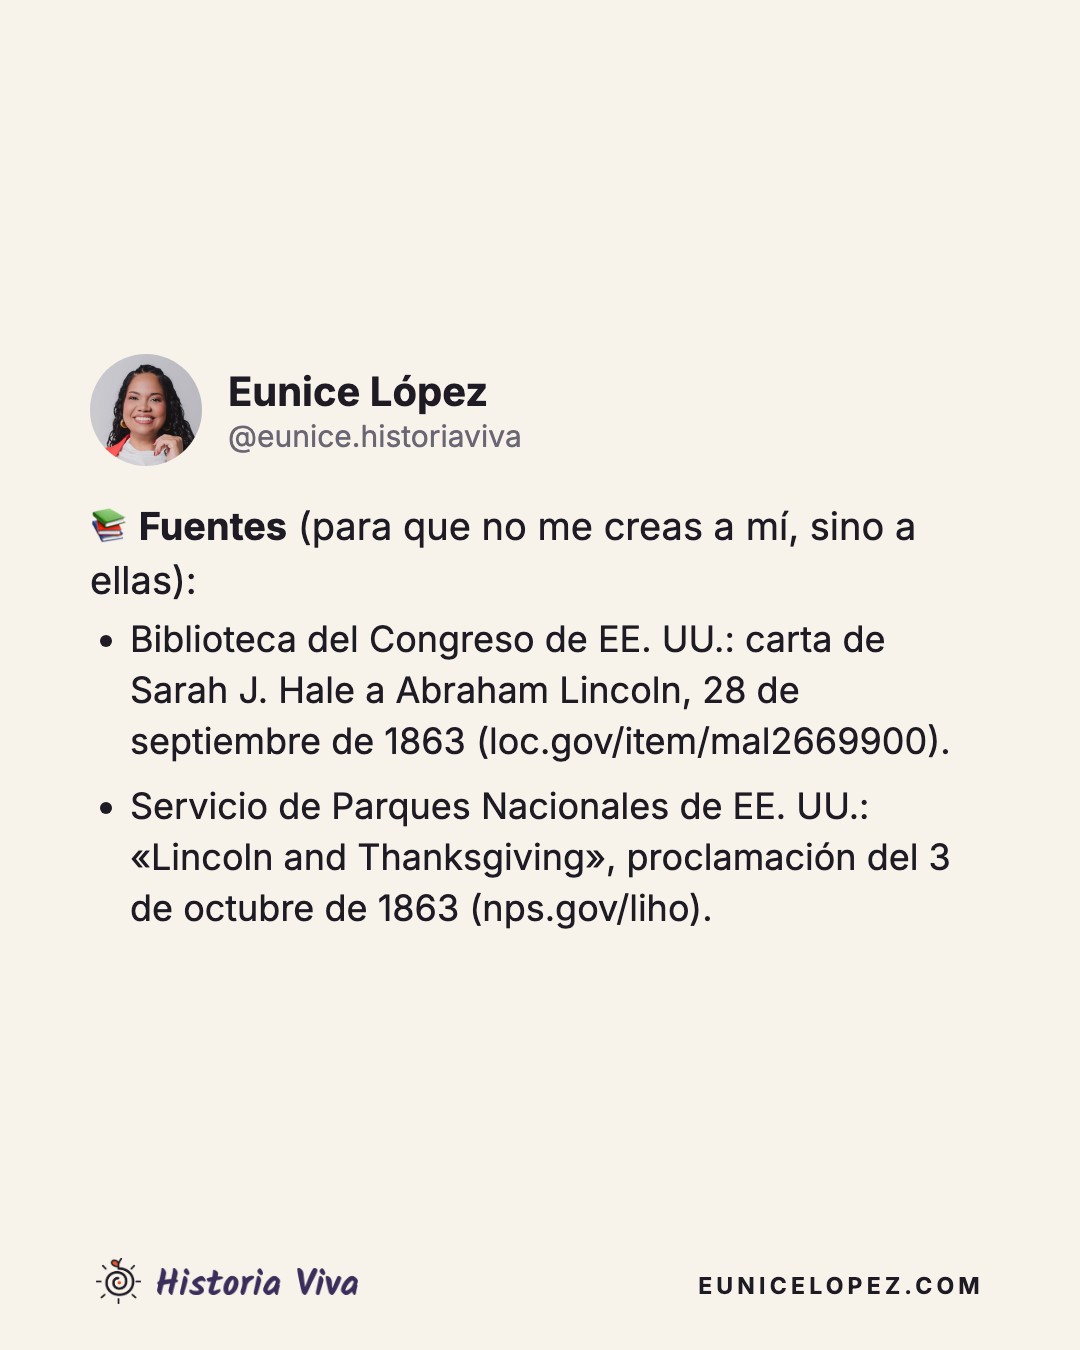 Eunice López
@eunice.historiaviva
📚 Fuentes (para que no me creas a mí, sino a
ellas):
• Biblioteca del Congreso de EE. UU.: carta de
Sarah J. Hale a Abraham Lincoln, 28 de
septiembre de 1863 (loc.gov/item/mal2669900).
• Servicio de Parques Nacionales de EE. UU.:
«Lincoln and Thanksgiving», proclamación del 3
de octubre de 1863 (nps.gov/liho).
Historia Viva
EUNICELOPEZ.COM